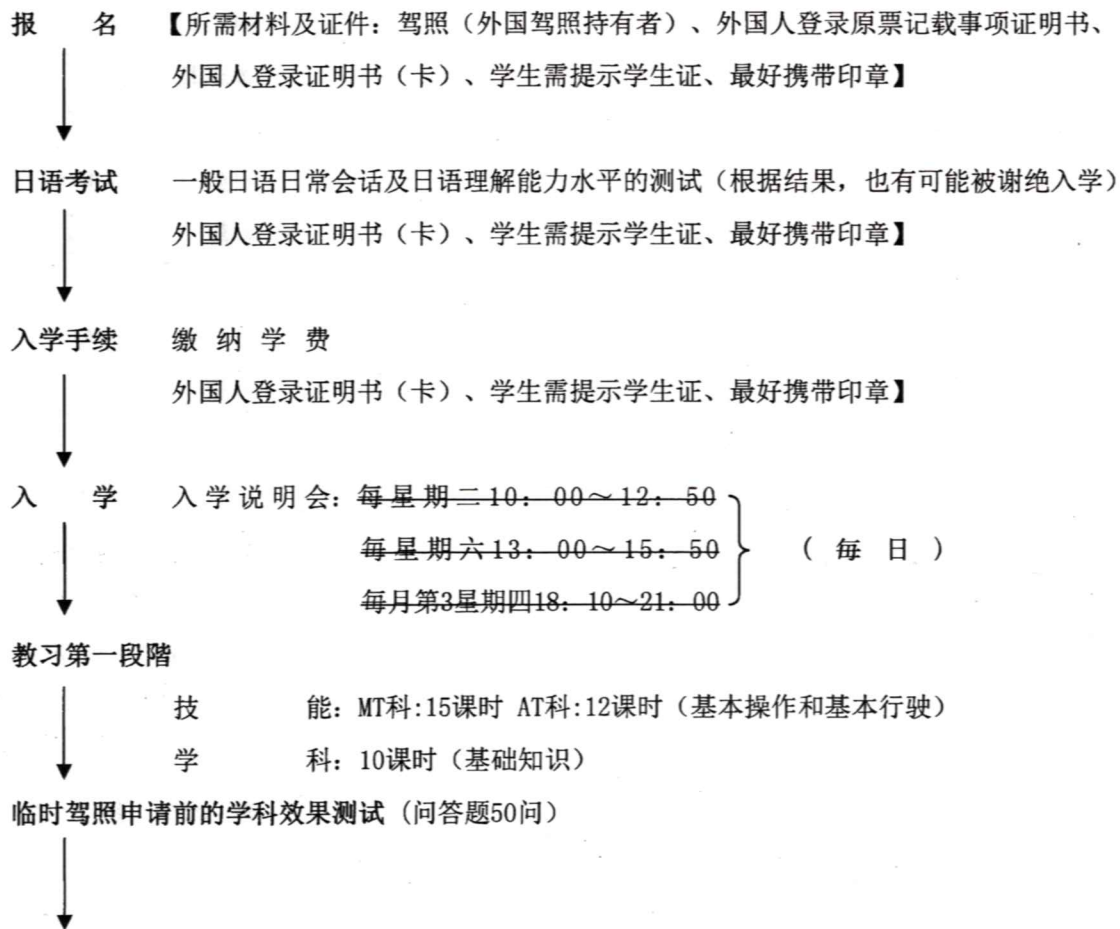 报 名 【所需材料及证件：驾照（外国驾照持有者）、外国人登录原票记载事项证明书、
外国人登录证明书（卡）、学生需提示学生证、最好携带印章】
日语考试 一般日语日常会话及日语理解能力水平的测试（根据结果，也有可能被谢绝入学）
外国人登录证明书（卡）、学生需提示学生证、最好携带印章】
入学手续 缴 纳 学 费
外国人登录证明书（卡）、学生需提示学生证、最好携带印章】
入 学 入 学 说 明 会：每 星 期 二 10：00～12：50
每 星 期 六 13：00～15：50 （ 每 日 ）
每月第3星期四18：10～21：00
教习第一段階
技 能：MT科:15课时 AT科:12课时（基本操作和基本行驶）
学 科：10课时（基础知识）
临时驾照申请前的学科效果测试（问答题50问）